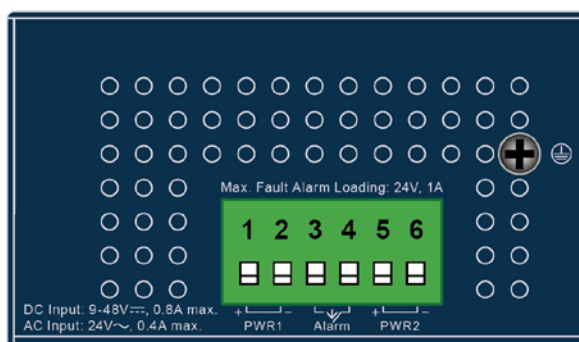 Max. Fault Alarm Loading: 24V, 1A
1 2 3 4 5 6
DC Input: 9-48V⎓, 0.8A max.
AC Input: 24V～, 0.4A max.
+ − + −
PWR1 Alarm PWR2